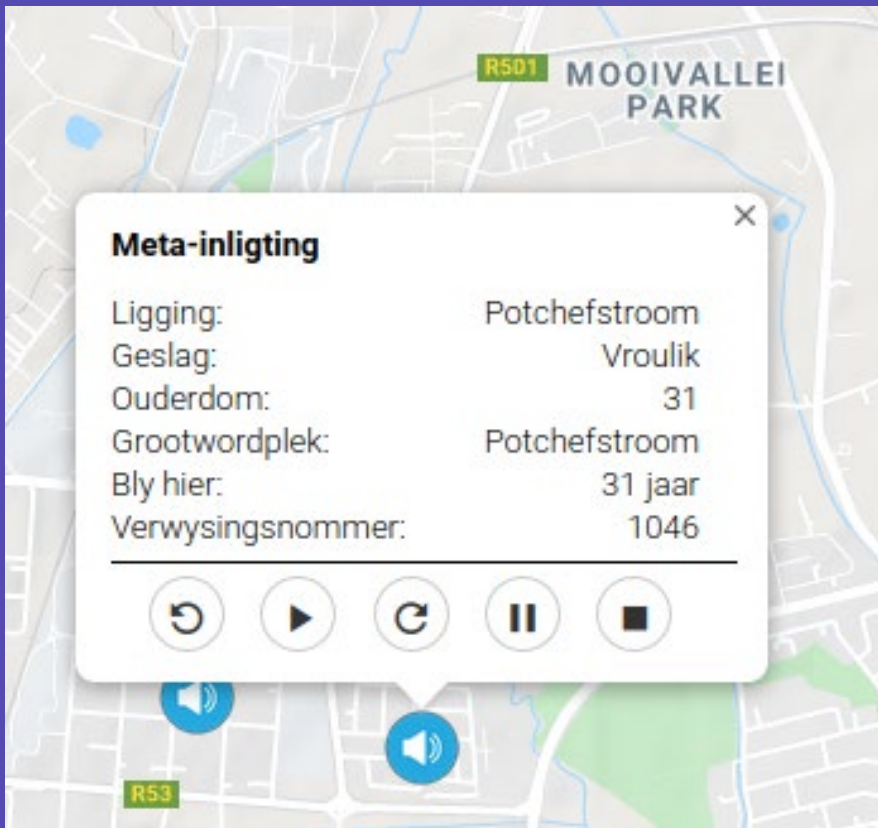 R501
MOOIVALLEI
PARK
Meta-inligting
Ligging: Potchefstroom
Geslag: Vroulik
Ouderdom: 31
Grootwordplek: Potchefstroom
Bly hier: 31 jaar
Verwysingsnommer: 1046
R53